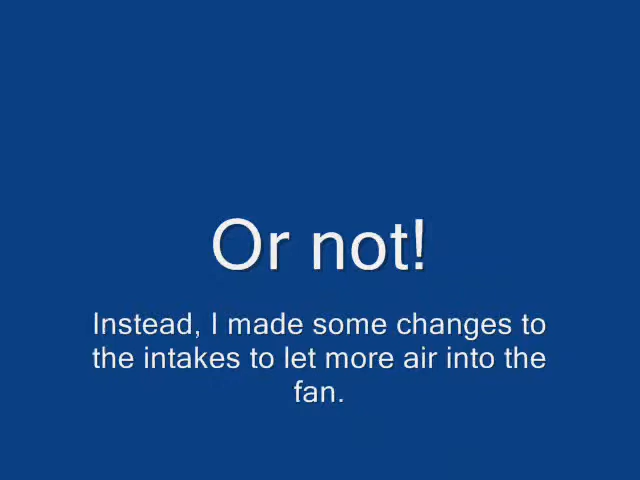 Or not!
Instead, I made some changes to
the intakes to let more air into the
fan.